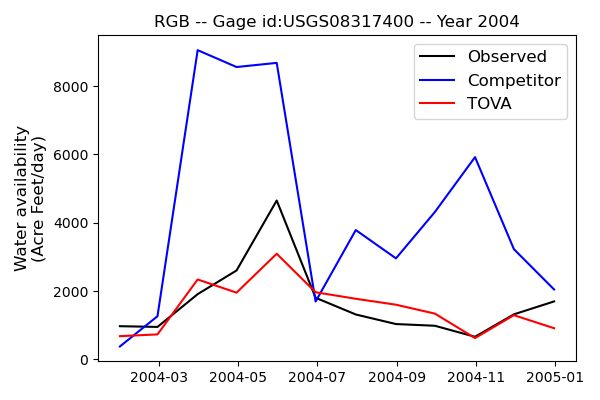 RGB -- Gage id:USGS08317400 -- Year 2004
Observed
Competitor
TOVA
Water availability
(Acre Feet/day)
8000
6000
4000
2000
0
2004-03 2004-05 2004-07 2004-09 2004-11 2005-01